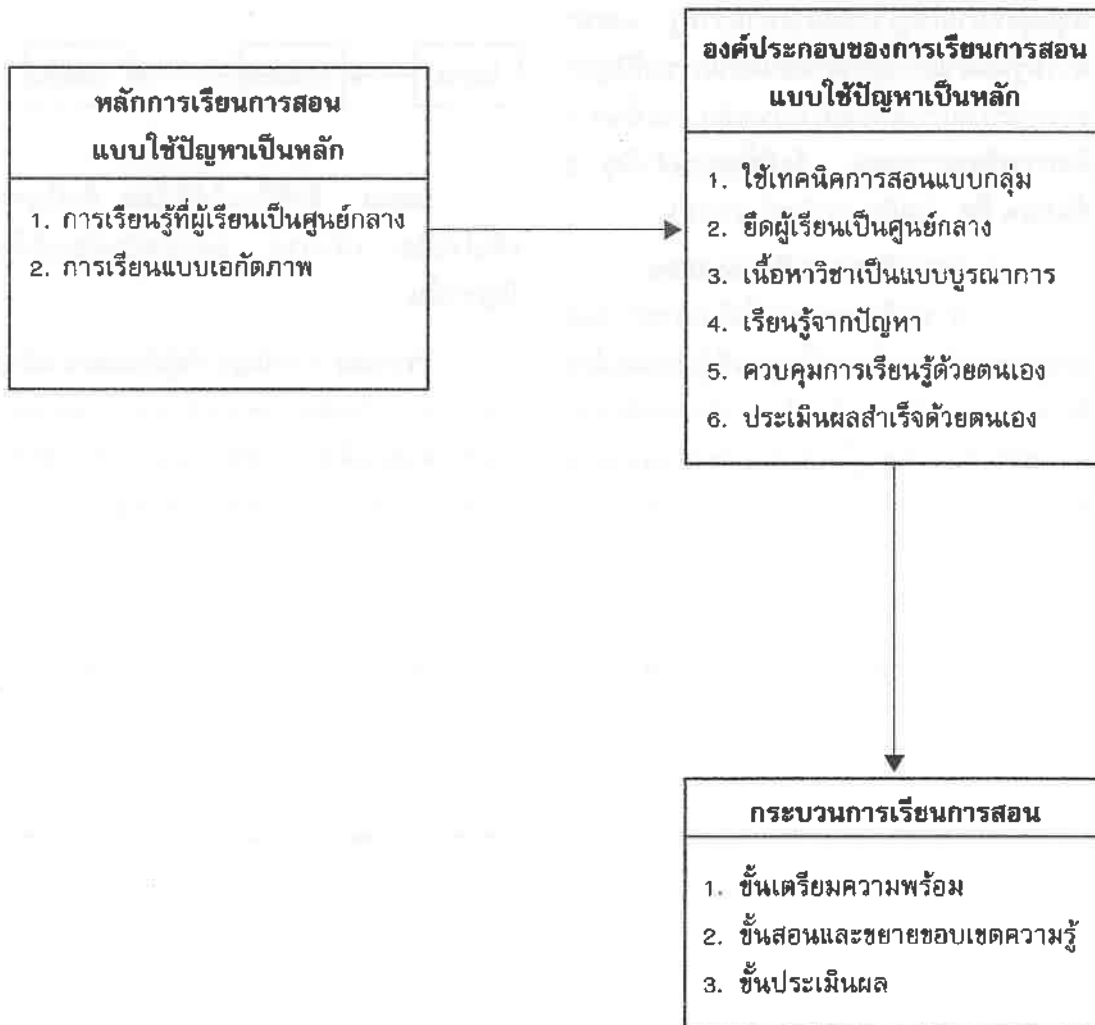 หลักการเรียนการสอน
แบบใช้ปัญหาเป็นหลัก
1. การเรียนรู้ที่ผู้เรียนเป็นศูนย์กลาง
2. การเรียนแบบเอกัตภาพ
องค์ประกอบของการเรียนการสอน
แบบใช้ปัญหาเป็นหลัก
1. ใช้เทคนิคการสอนแบบกลุ่ม
2. ยึดผู้เรียนเป็นศูนย์กลาง
3. เนื้อหาวิชาเป็นแบบบูรณาการ
4. เรียนรู้จากปัญหา
5. ควบคุมการเรียนรู้ด้วยตนเอง
6. ประเมินผลสำเร็จด้วยตนเอง
กระบวนการเรียนการสอน
1. ขั้นเตรียมความพร้อม
2. ขั้นสอนและขยายขอบเขตความรู้
3. ขั้นประเมินผล